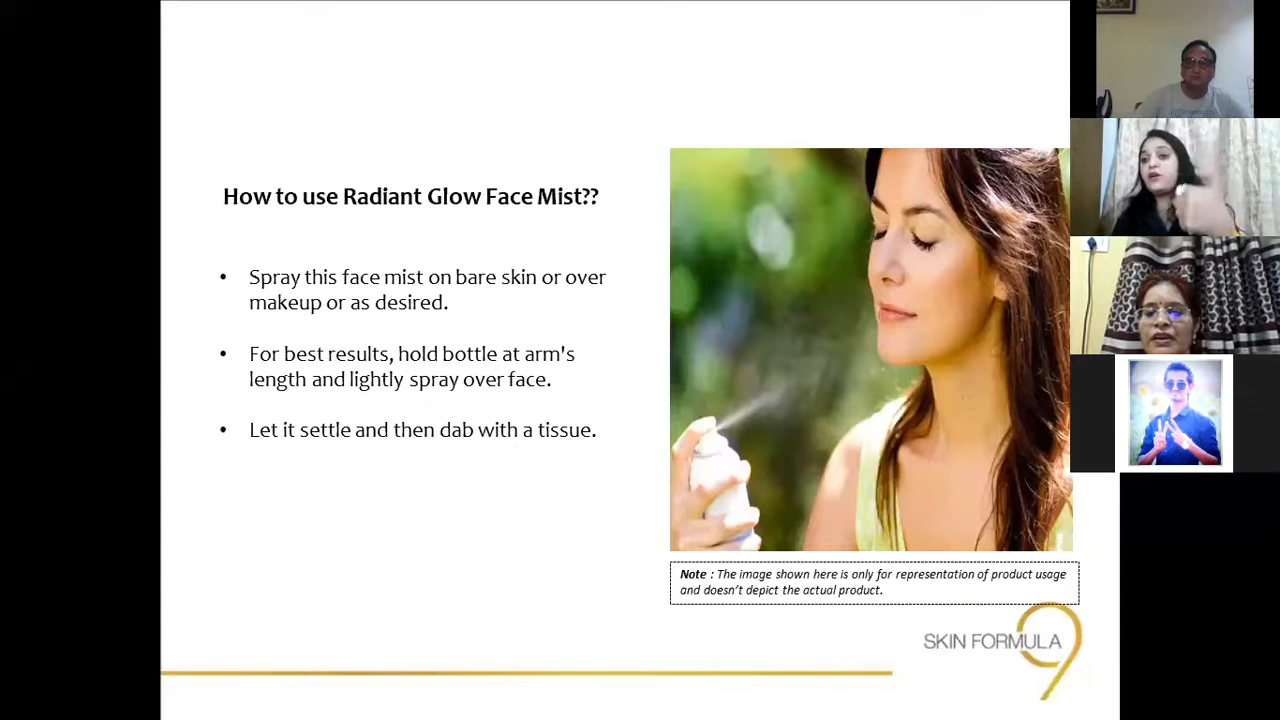 How to use Radiant Glow Face Mist??
• Spray this face mist on bare skin or over
makeup or as desired.
• For best results, hold bottle at arm's
length and lightly spray over face.
• Let it settle and then dab with a tissue.
Note : The image shown here is only for representation of product usage
and doesn't depict the actual product.
SKIN FORMULA 9